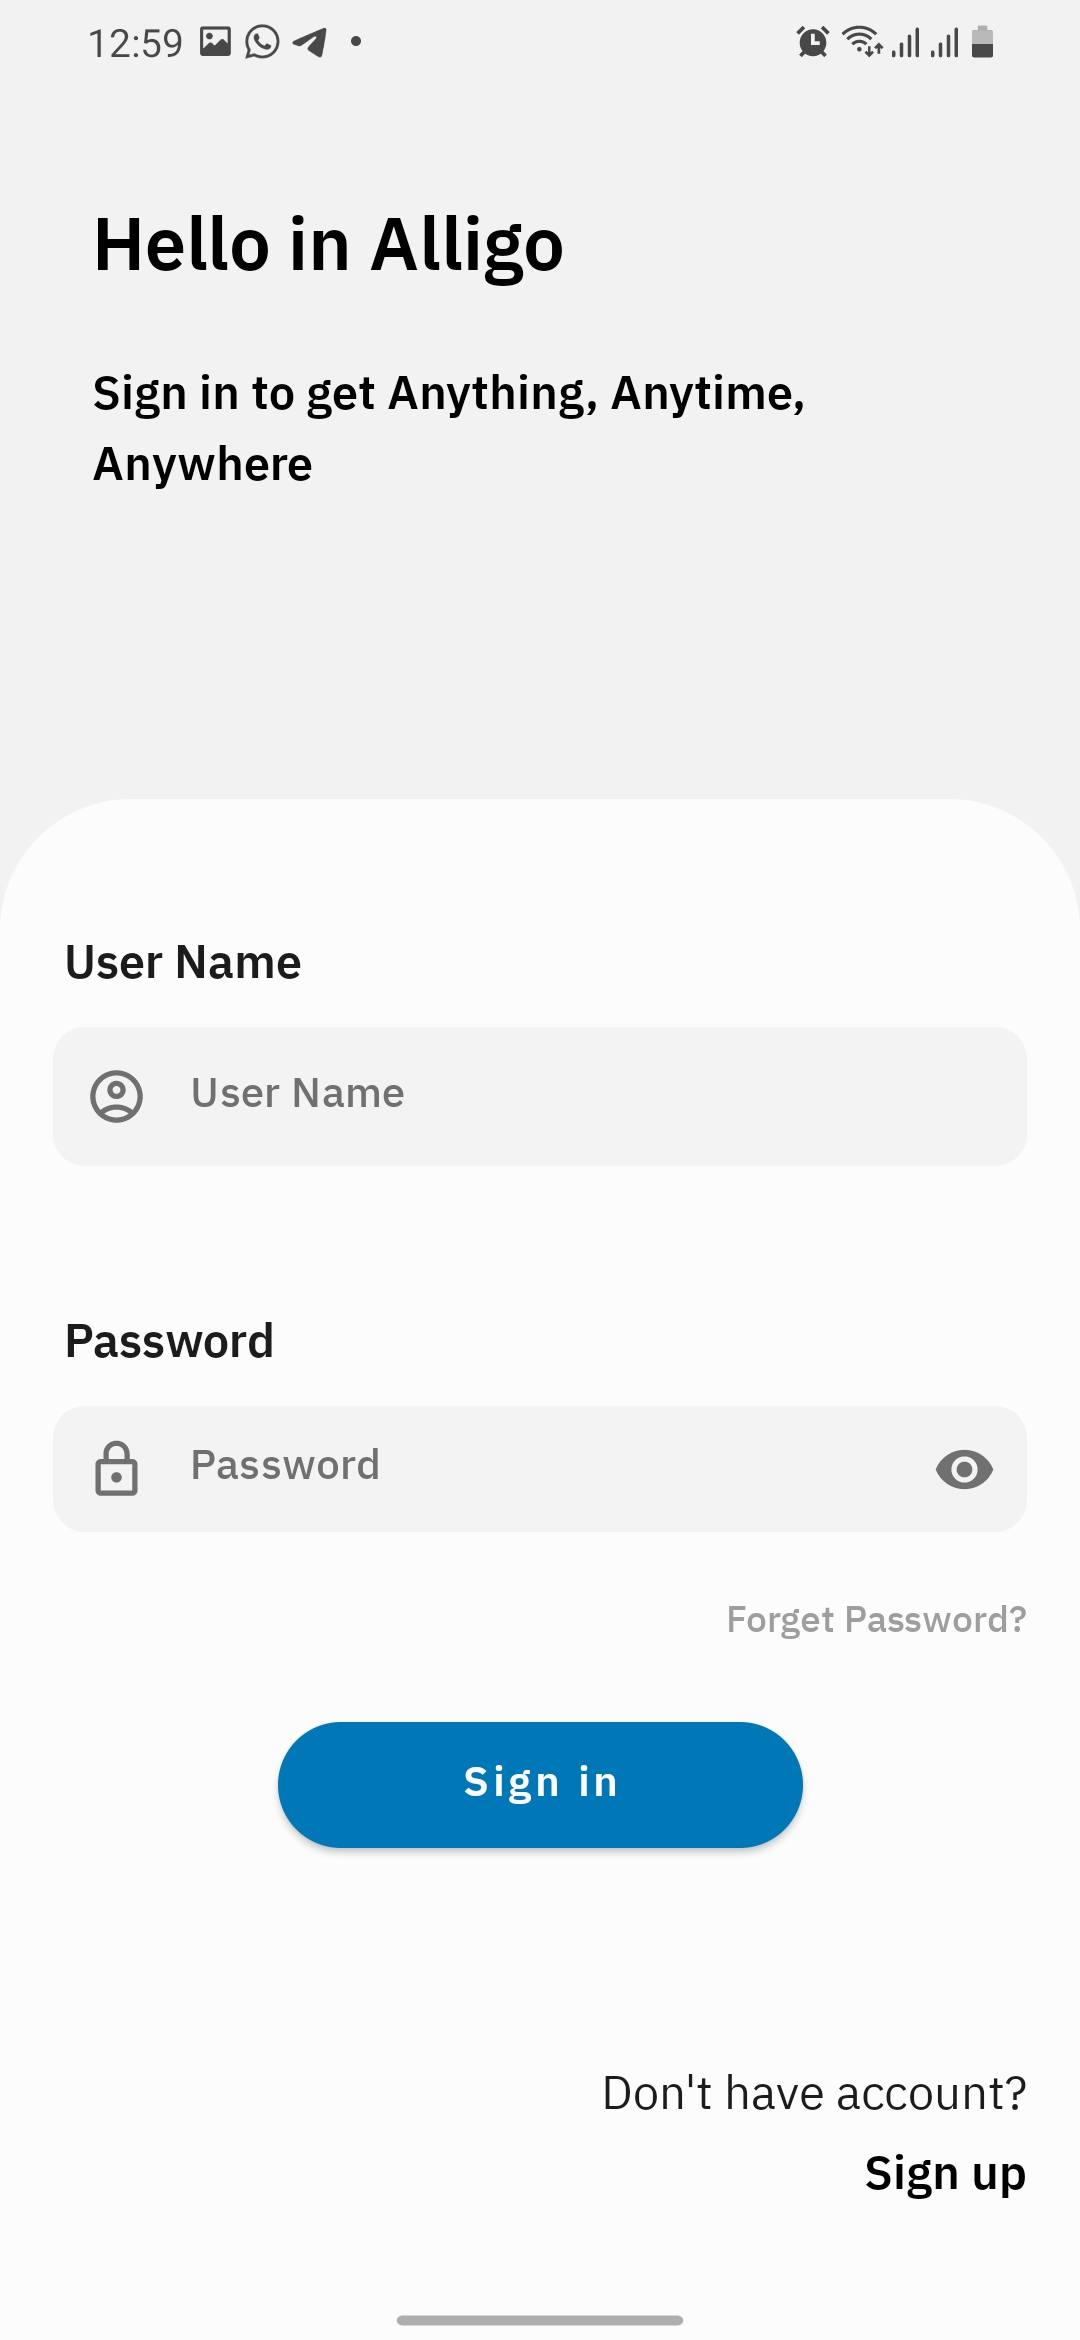 12:59
Hello in Alligo
Sign in to get Anything, Anytime,
Anywhere
User Name
User Name
Password
Password
Forget Password?
Sign in
Don't have account?
Sign up